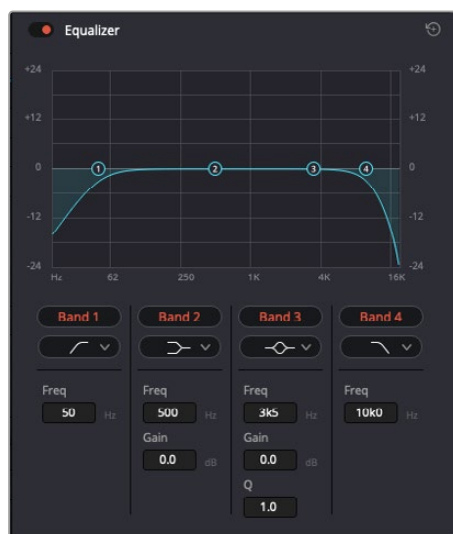 Equalizer
+24 +24
+12 +12
0 1 2 3 4 0
-12 -12
-24 -24
Hz 62 250 1K 4K 16K
Band 1 Band 2 Band 3 Band 4
Freq Freq Freq Freq
50 Hz 500 Hz 3k5 Hz 10k0 Hz
Gain Gain
0.0 dB 0.0 dB
Q
1.0